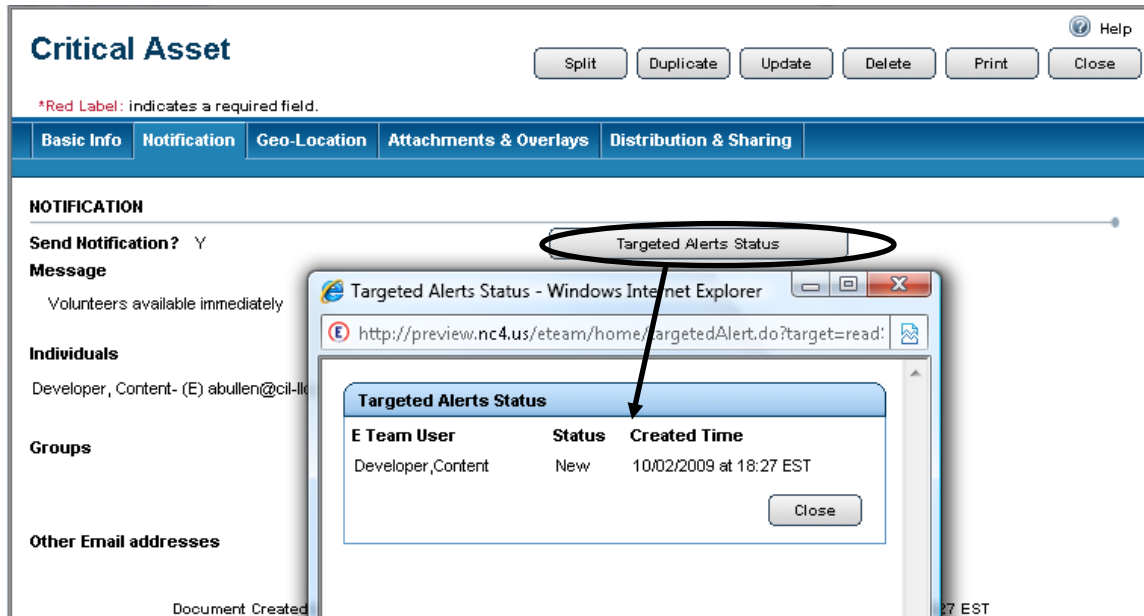 Help
Critical Asset
Split Duplicate Update Delete Print Close
*Red Label: indicates a required field.
Basic Info Notification Geo-Location Attachments & Overlays Distribution & Sharing
NOTIFICATION
Send Notification? Y Targeted Alerts Status
Message
Volunteers available immediately
Targeted Alerts Status - Windows Internet Explorer
http://preview.nc4.us/eteam/home/targetedAlert.do?target=read
Individuals
Developer, Content- (E) abullen@cil-ll
Groups
Other Email addresses
Targeted Alerts Status
E Team User Status Created Time
Developer,Content New 10/02/2009 at 18:27 EST
Close
Document Created
27 EST